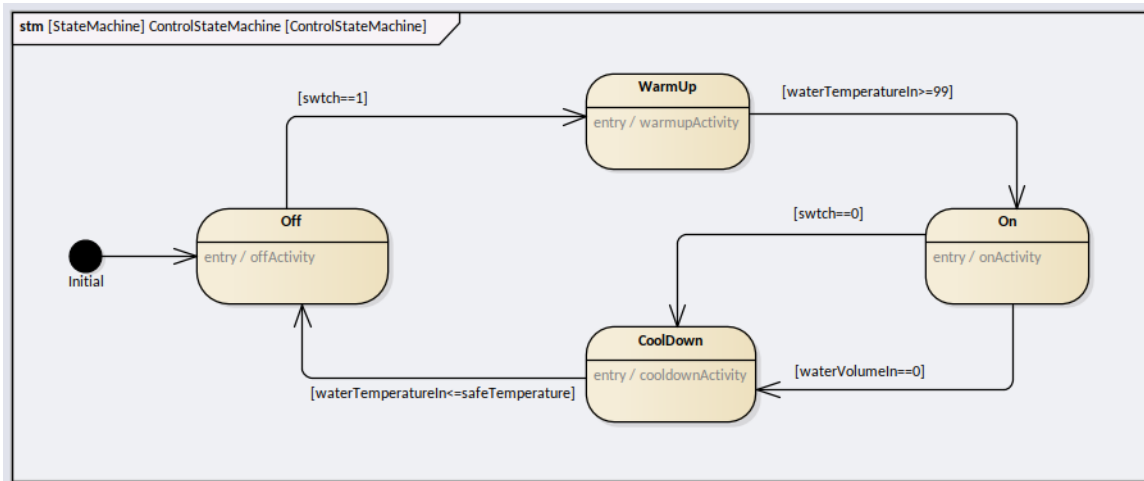 stm [StateMachine] ControlStateMachine [ControlStateMachine]
WarmUp
entry / warmupActivity
[swtch==1]
[waterTemperatureIn>=99]
Off
entry / offActivity
Initial
[swtch==0]
On
entry / onActivity
CoolDown
entry / cooldownActivity
[waterVolumeIn==0]
[waterTemperatureIn<=safeTemperature]